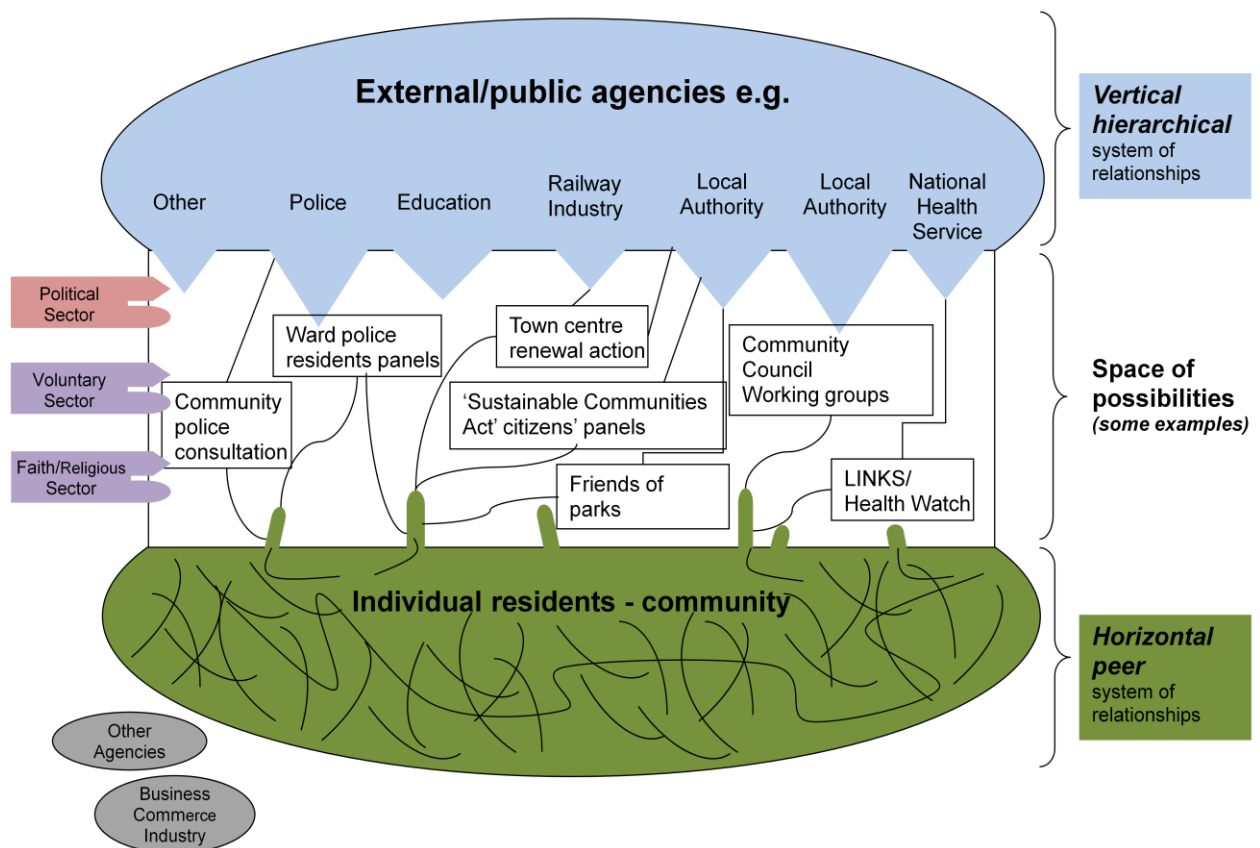 External/public agencies e.g.
Other
Police
Education
Railway
Industry
Local
Authority
Local
Authority
National
Health
Service
Vertical
hierarchical
system of
relationships
Political
Sector
Voluntary
Sector
Faith/Religious
Sector
Ward police
residents panels
Town centre
renewal action
Community
Council
Working groups
Community
police
consultation
‘Sustainable Communities
Act’ citizens’ panels
Friends of
parks
LINKS/
Health Watch
Space of
possibilities
(some examples)
Individual residents - community
Horizontal
peer
system of
relationships
Other
Agencies
Business
Commerce
Industry